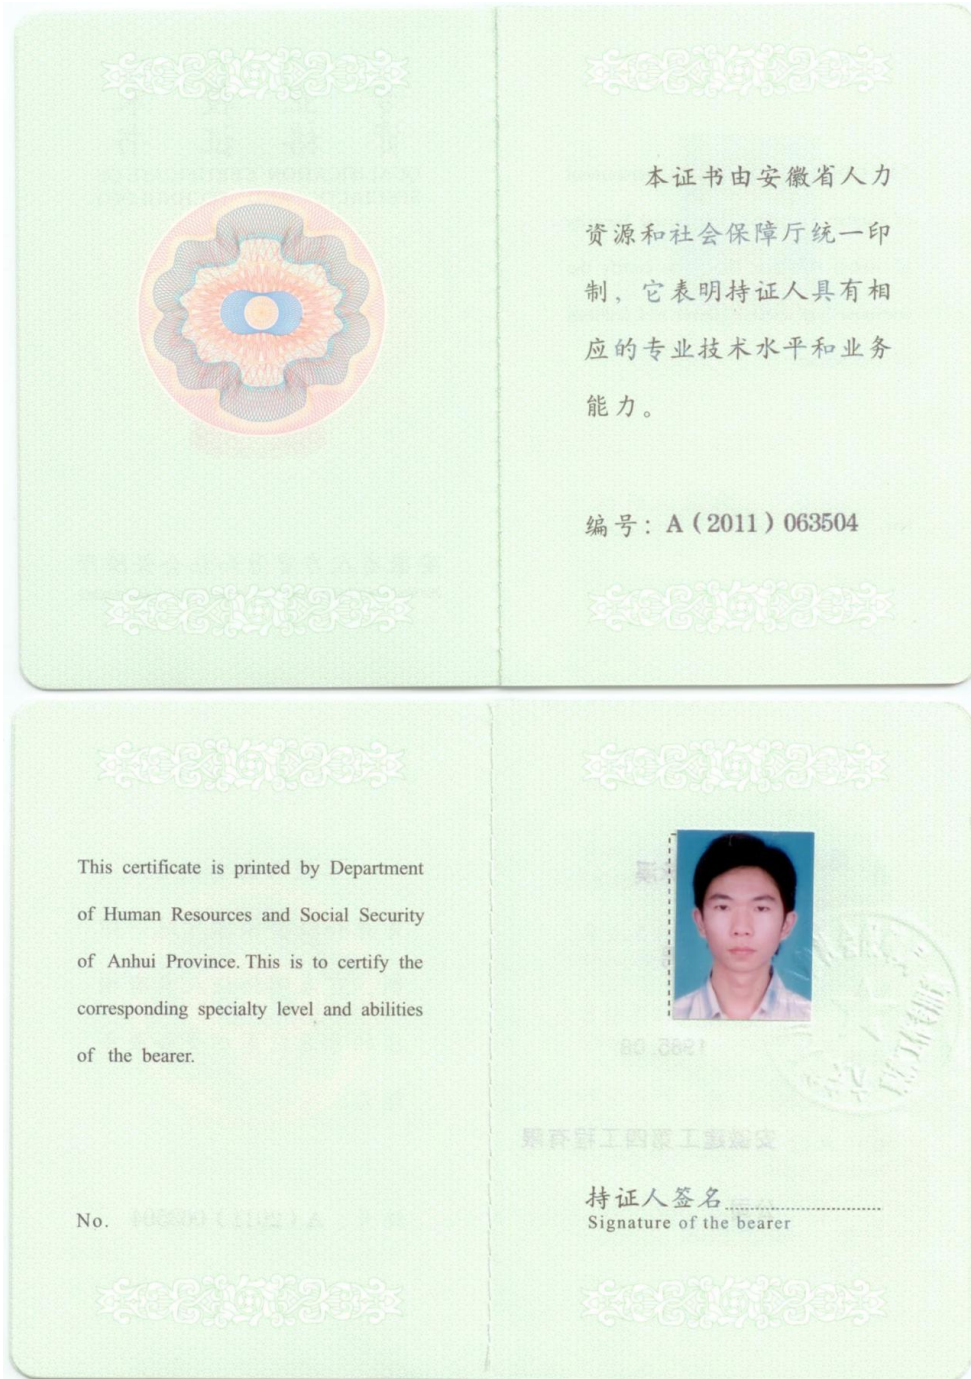 本证书由安徽省人力
资源和社会保障厅统一印
制，它表明持证人具有相
应的专业技术水平和业务
能力。
编号：A（2011）063504
This certificate is printed by Department
of Human Resources and Social Security
of Anhui Province. This is to certify the
corresponding specialty level and abilities
of the bearer.
No.
持证人签名
Signature of the bearer